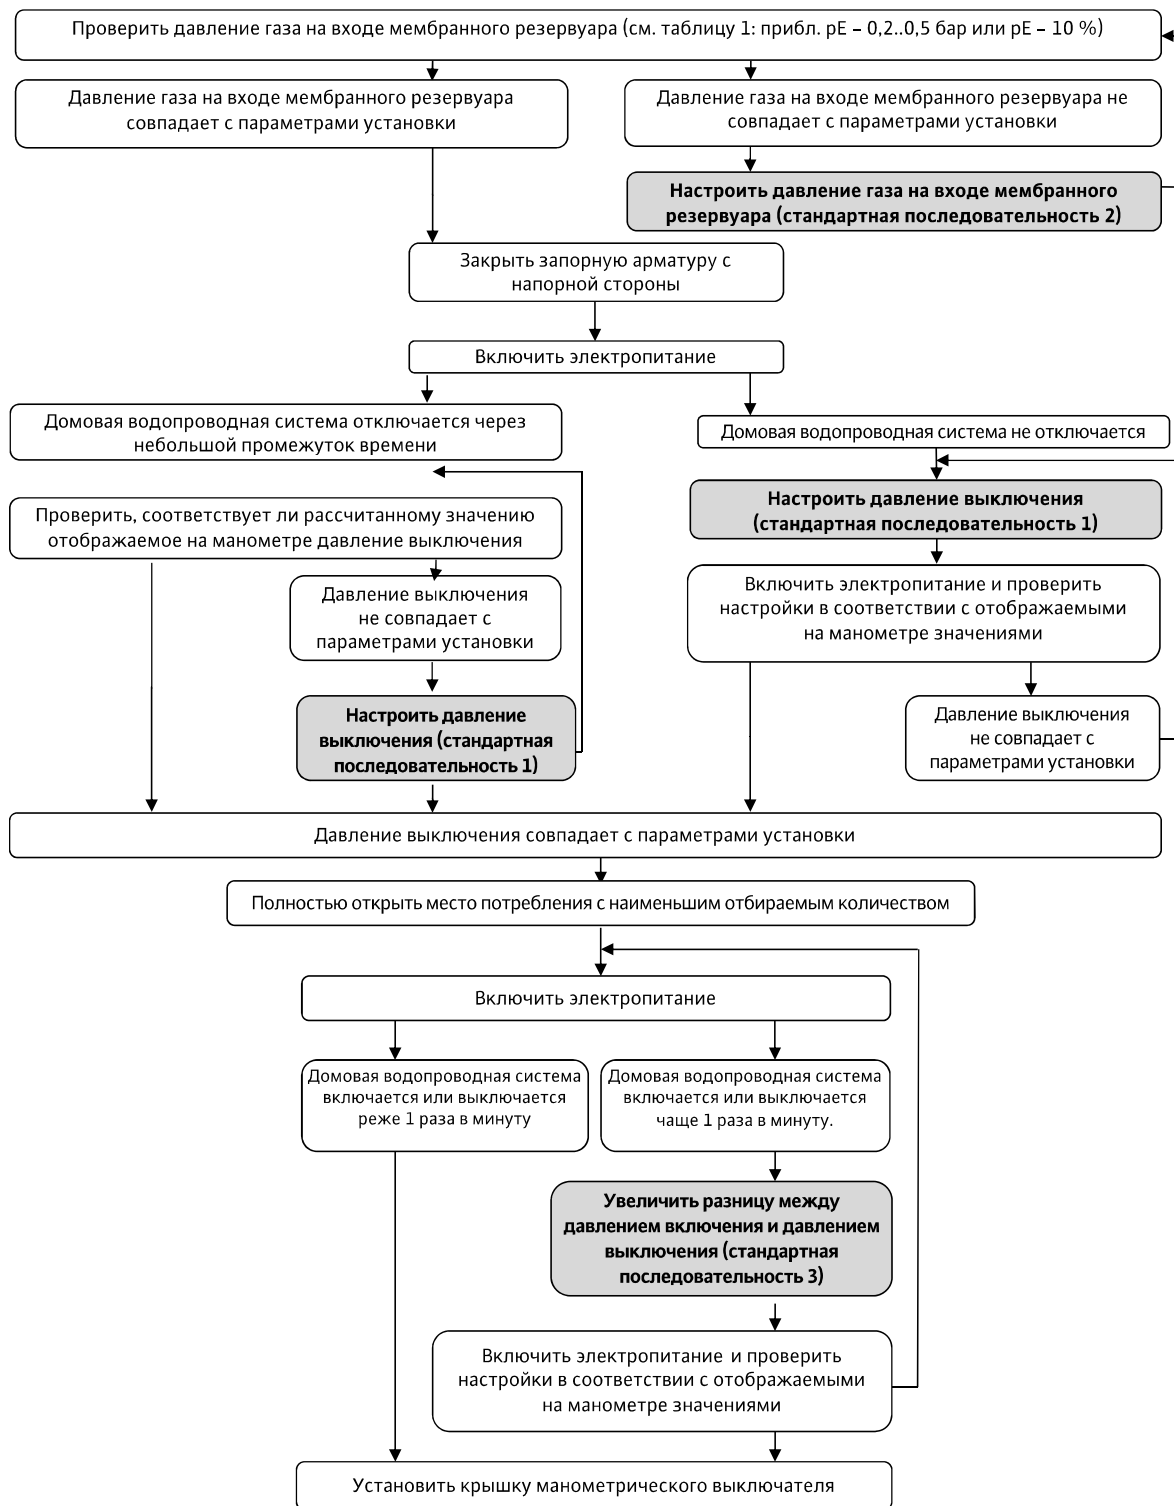 Проверить давление газа на входе мембранного резервуара (см. таблицу 1: прибл. pE – 0,2..0,5 бар или pE – 10 %)
Давление газа на входе мембранного резервуара
совпадает с параметрами установки
Давление газа на входе мембранного резервуара не
совпадает с параметрами установки
Настроить давление газа на входе мембранного
резервуара (стандартная последовательность 2)
Закрыть запорную арматуру с
напорной стороны
Включить электропитание
Домовая водопроводная система отключается через
небольшой промежуток времени
Домовая водопроводная система не отключается
Проверить, соответствует ли рассчитанному значению
отображаемое на манометре давление выключения
Настроить давление выключения
(стандартная последовательность 1)
Давление выключения
не совпадает с
параметрами установки
Включить электропитание и проверить
настройки в соответствии с отображаемыми
на манометре значениями
Настроить давление
выключения (стандартная
последовательность 1)
Давление выключения
не совпадает с
параметрами установки
Давление выключения совпадает с параметрами установки
Полностью открыть место потребления с наименьшим отбираемым количеством
Включить электропитание
Домовая водопроводная система
включается или выключается
реже 1 раза в минуту
Домовая водопроводная система
включается или выключается
чаще 1 раза в минуту.
Увеличить разницу между
давлением включения и давлением
выключения (стандартная
последовательность 3)
Включить электропитание и проверить
настройки в соответствии с отображаемыми
на манометре значениями
Установить крышку манометрического выключателя